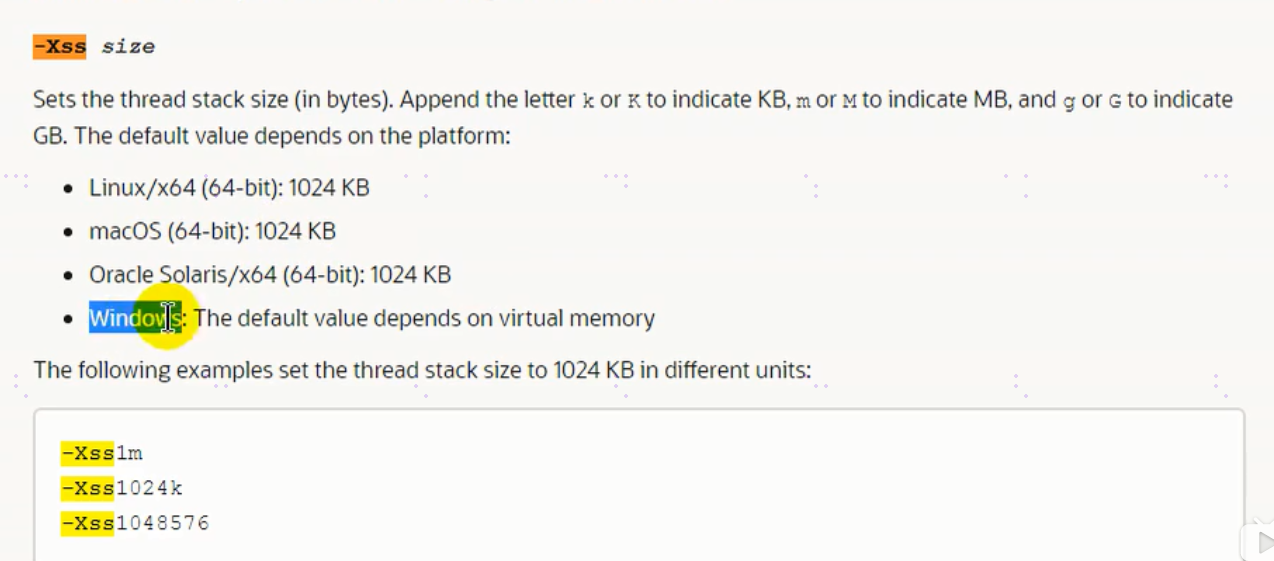 -Xss size
Sets the thread stack size (in bytes). Append the letter k or K to indicate KB, m or M to indicate MB, and g or G to indicate
GB. The default value depends on the platform:
• Linux/x64 (64-bit): 1024 KB
• macOS (64-bit): 1024 KB
• Oracle Solaris/x64 (64-bit): 1024 KB
• Windows: The default value depends on virtual memory
The following examples set the thread stack size to 1024 KB in different units:
-Xss1m
-Xss1024k
-Xss1048576